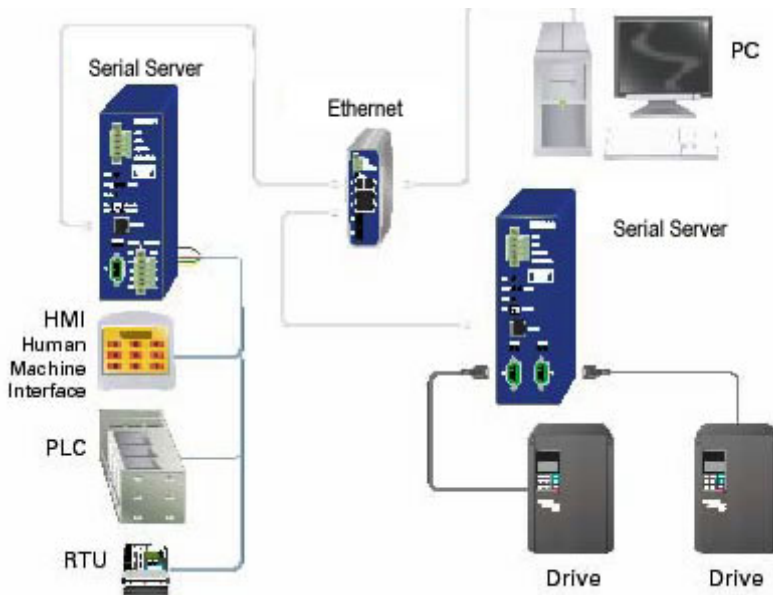 Serial Server
Ethernet
PC
Serial Server
HMI
Human
Machine
Interface
PLC
RTU
Drive
Drive